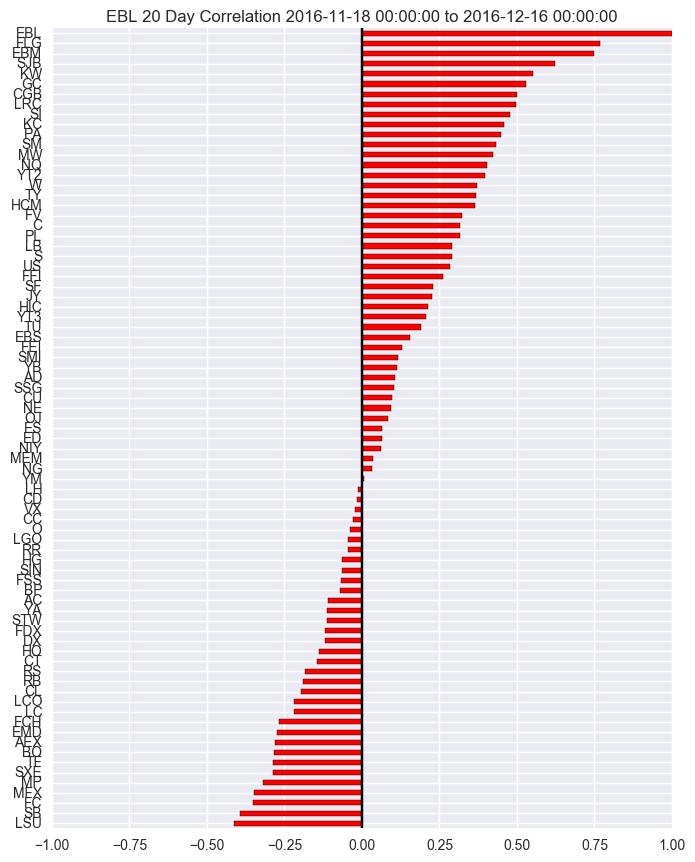 EBL 20 Day Correlation 2016-11-18 00:00:00 to 2016-12-16 00:00:00
EBL
FLG
EBM
SJB
KW
GC
CGB
LRC
SI
KC
PA
SM
MW
NQ
YT2
W
TY
HCM
FV
C
PL
LB
S
US
FFI
SF
JY
HIC
YT3
TU
EBS
FEI
SMI
YB
AD
SSG
CU
NE
OJ
ES
ED
NIY
MEM
NG
YM
LH
CD
VX
CC
O
LGO
RR
HG
SIN
FSS
BP
AC
YA
STW
FDX
DX
HO
CT
RS
RB
CL
LCO
LC
FCH
EMD
AEX
BO
TF
SXE
MP
MFX
FC
SB
LSU
−1.00 −0.75 −0.50 −0.25 0.00 0.25 0.50 0.75 1.00